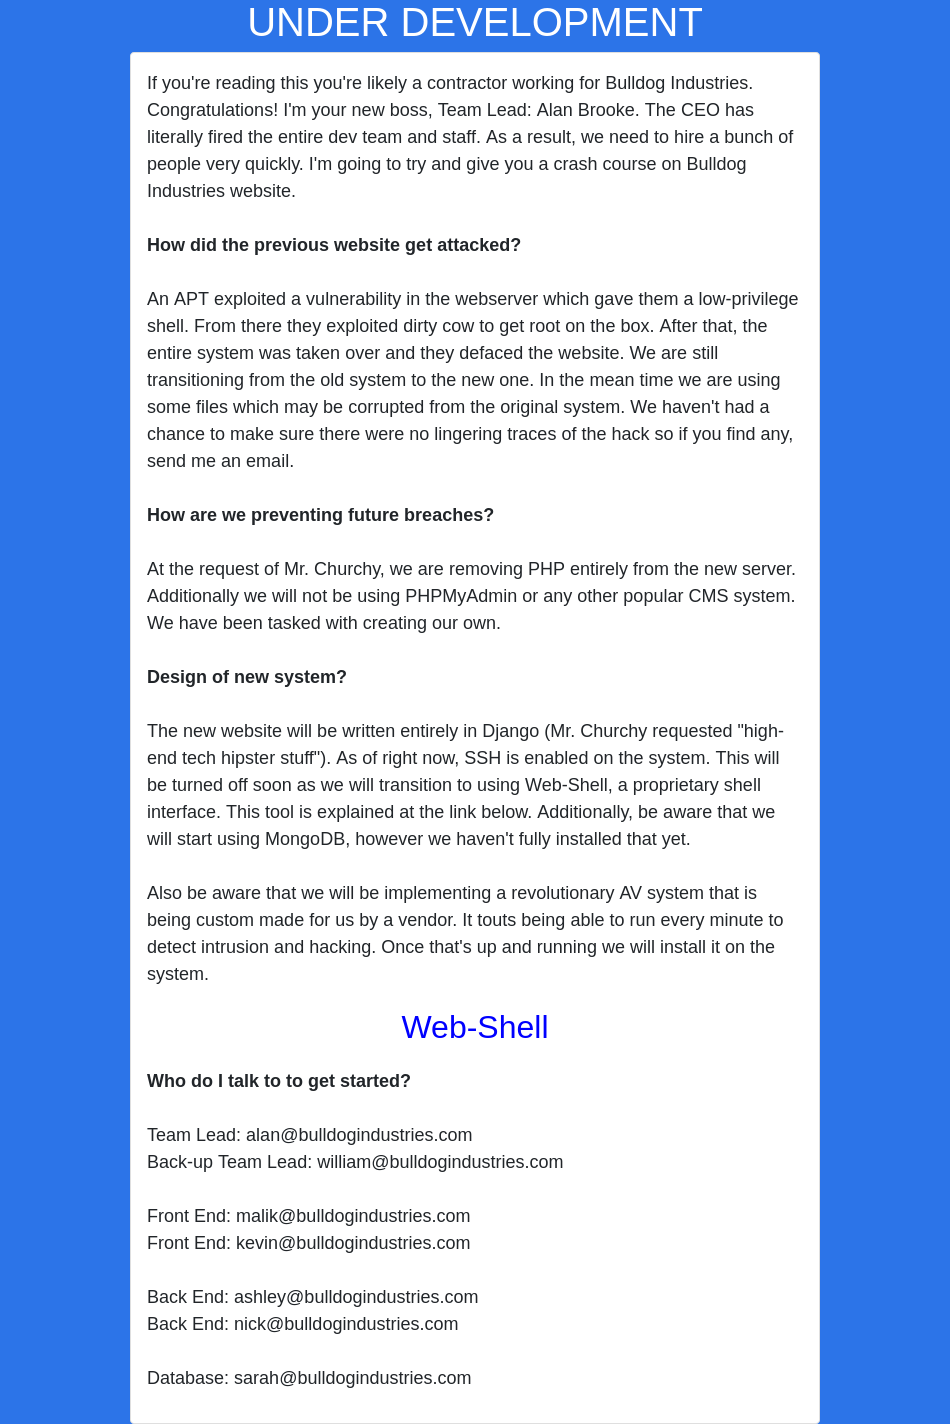 UNDER DEVELOPMENT
If you're reading this you're likely a contractor working for Bulldog Industries.
Congratulations! I'm your new boss, Team Lead: Alan Brooke. The CEO has
literally fired the entire dev team and staff. As a result, we need to hire a bunch of
people very quickly. I'm going to try and give you a crash course on Bulldog
Industries website.
How did the previous website get attacked?
An APT exploited a vulnerability in the webserver which gave them a low-privilege
shell. From there they exploited dirty cow to get root on the box. After that, the
entire system was taken over and they defaced the website. We are still
transitioning from the old system to the new one. In the mean time we are using
some files which may be corrupted from the original system. We haven't had a
chance to make sure there were no lingering traces of the hack so if you find any,
send me an email.
How are we preventing future breaches?
At the request of Mr. Churchy, we are removing PHP entirely from the new server.
Additionally we will not be using PHPMyAdmin or any other popular CMS system.
We have been tasked with creating our own.
Design of new system?
The new website will be written entirely in Django (Mr. Churchy requested "high-
end tech hipster stuff"). As of right now, SSH is enabled on the system. This will
be turned off soon as we will transition to using Web-Shell, a proprietary shell
interface. This tool is explained at the link below. Additionally, be aware that we
will start using MongoDB, however we haven't fully installed that yet.
Also be aware that we will be implementing a revolutionary AV system that is
being custom made for us by a vendor. It touts being able to run every minute to
detect intrusion and hacking. Once that's up and running we will install it on the
system.
Web-Shell
Who do I talk to to get started?
Team Lead: alan@bulldogindustries.com
Back-up Team Lead: william@bulldogindustries.com
Front End: malik@bulldogindustries.com
Front End: kevin@bulldogindustries.com
Back End: ashley@bulldogindustries.com
Back End: nick@bulldogindustries.com
Database: sarah@bulldogindustries.com